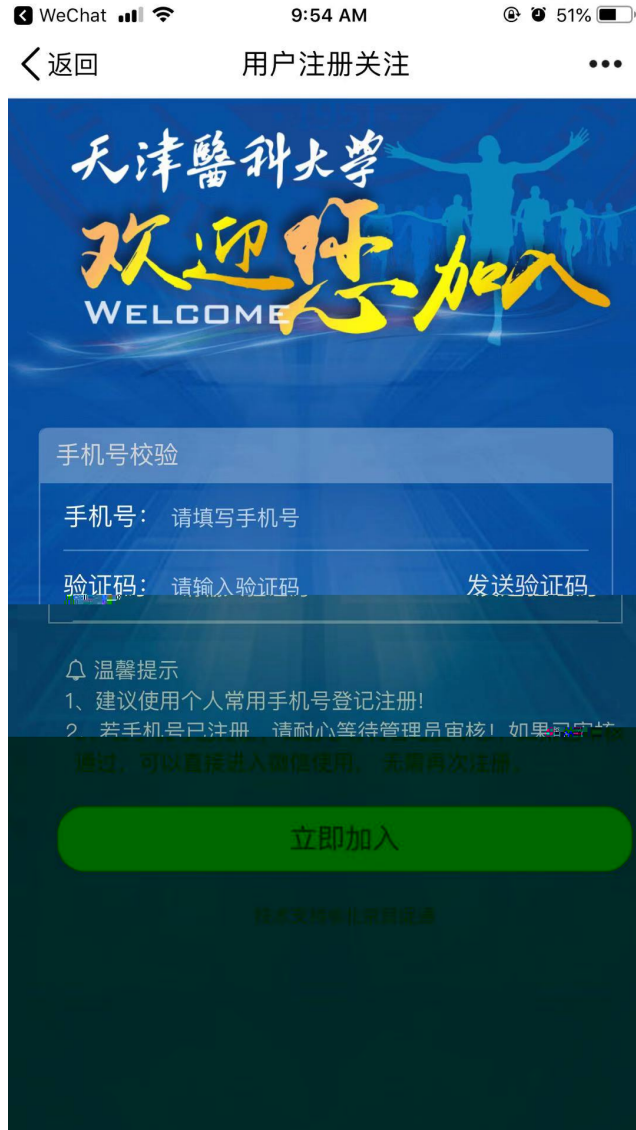 WeChat 9:54 AM 51%
返回 用户注册关注
天津醫科大学
欢迎您加入
WELCOME
手机号校验
手机号： 请填写手机号
验证码： 请输入验证码 发送验证码
温馨提示
1、建议使用个人常用手机号登记注册!
2、若手机号已注册，请耐心等待管理员审核！如果已审核
通过，可以直接进入微信使用，无需再次注册。
立即加入